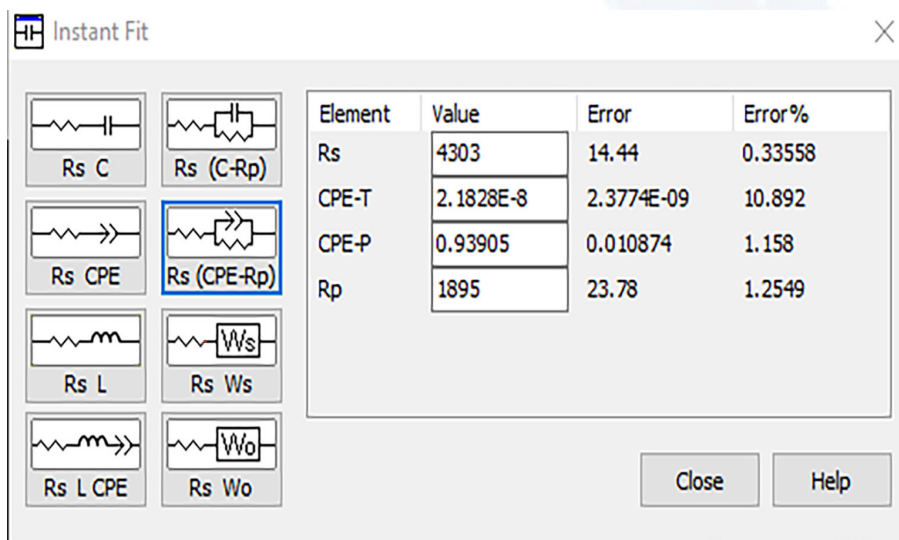 Instant Fit
Rs C
Rs (C-Rp)
Rs CPE
Rs (CPE-Rp)
Rs L
Ws
Rs Ws
Rs L CPE
Wo
Rs Wo
Element Value Error Error%
Rs 4303 14.44 0.33558
CPE-T 2.1828E-8 2.3774E-09 10.892
CPE-P 0.93905 0.010874 1.158
Rp 1895 23.78 1.2549
Close Help